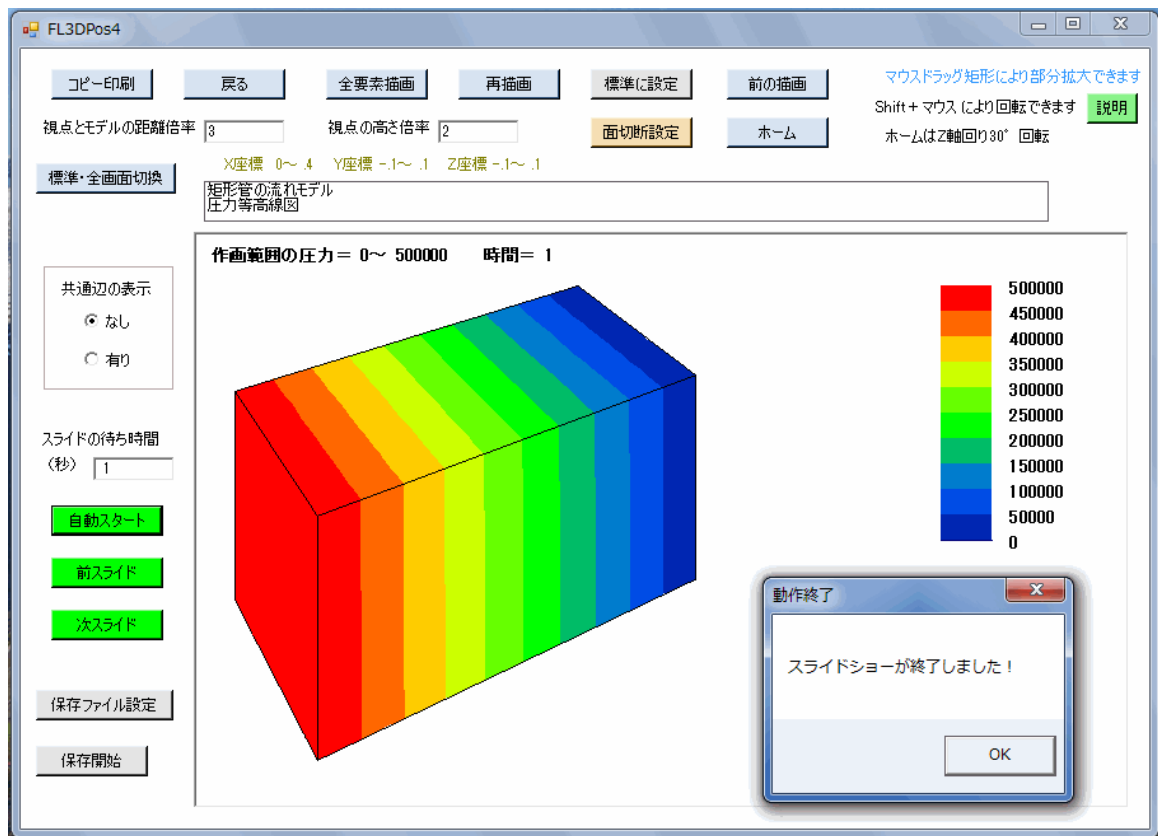 FL3DPos4
コピー印刷
戻る
全要素描画
再描画
標準に設定
前の描画
マウスドラッグ矩形により部分拡大できます
Shift+マウス により回転できます
説明
ホームはZ軸回り30° 回転
視点とモデルの距離倍率
3
視点の高さ倍率
2
面切断設定
ホーム
標準・全画面切換
X座標 0～ .4 Y座標 -.1～ .1 Z座標 -.1～ .1
矩形管の流れモデル
圧力等高線図
作画範囲の圧力＝ 0～ 500000 時間＝ 1
共通辺の表示
なし
有り
スライドの待ち時間
（秒） 1
自動スタート
前スライド
次スライド
保存ファイル設定
保存開始
500000
450000
400000
350000
300000
250000
200000
150000
100000
50000
0
動作終了
スライドショーが終了しました！
OK